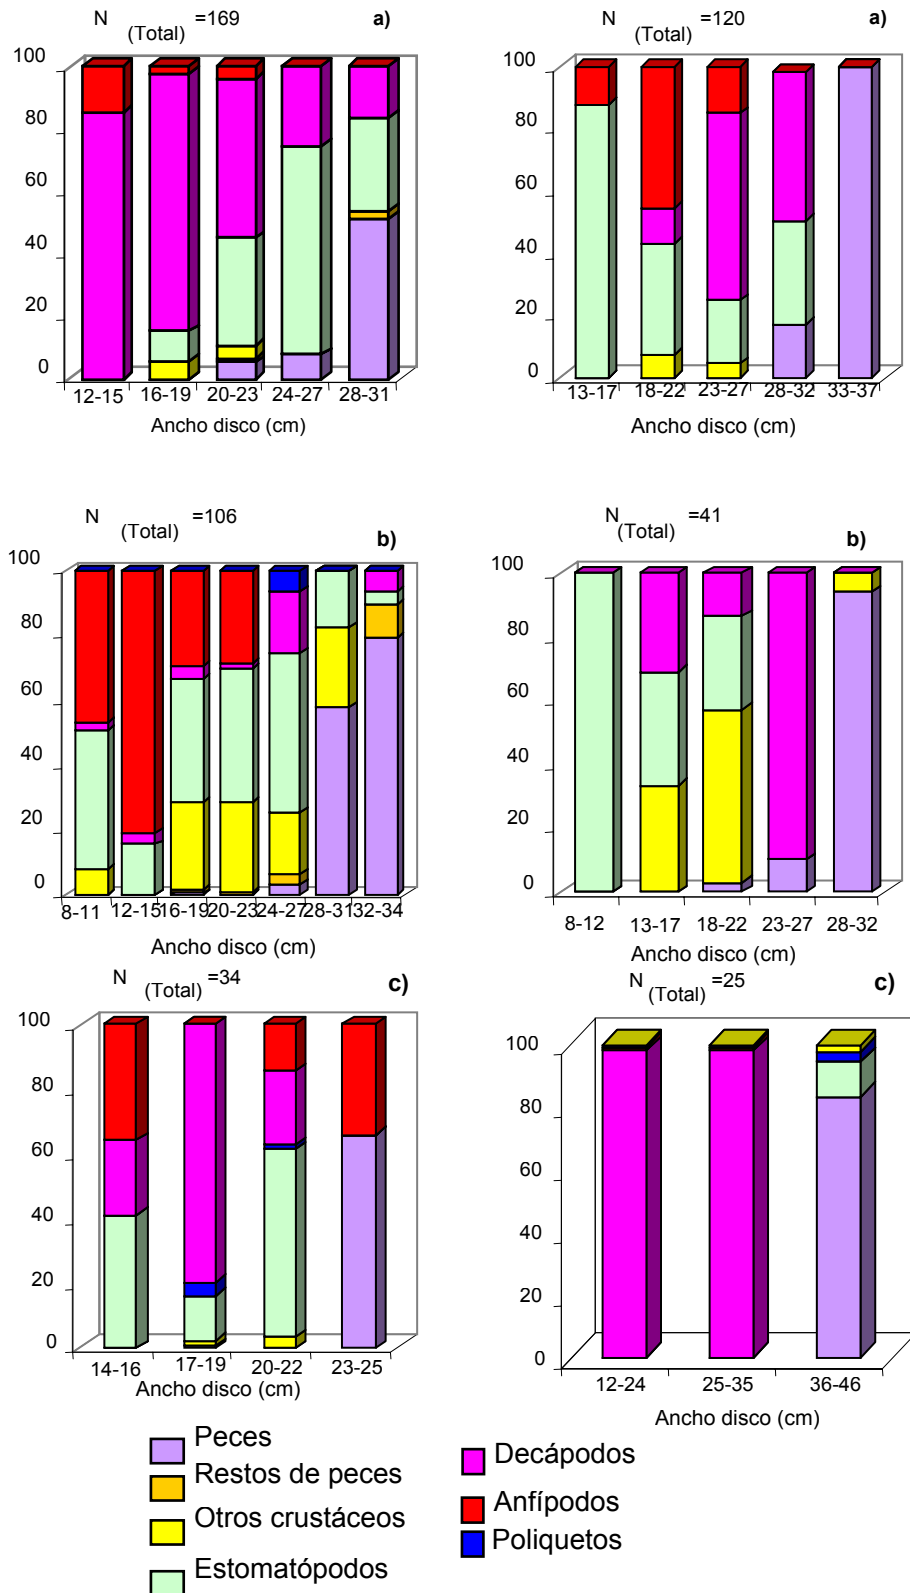 N (Total) =169 a)
100
80
60
40
20
0
12-15 16-19 20-23 24-27 28-31
Ancho disco (cm)
N (Total) =120 a)
100
80
60
40
20
0
13-17 18-22 23-27 28-32 33-37
Ancho disco (cm)
N (Total) =106 b)
100
80
60
40
20
0
8-11 12-15 16-19 20-23 24-27 28-31 32-34
Ancho disco (cm)
N (Total) =41 b)
100
80
60
40
20
0
8-12 13-17 18-22 23-27 28-32
Ancho disco (cm)
N (Total) =34 c)
100
80
60
40
20
0
14-16 17-19 20-22 23-25
Ancho disco (cm)
N (Total) =25 c)
100
80
60
40
20
0
12-24 25-35 36-46
Ancho disco (cm)
Peces
Restos de peces
Otros crustáceos
Estomatópodos
Decápodos
Anfípodos
Poliquetos